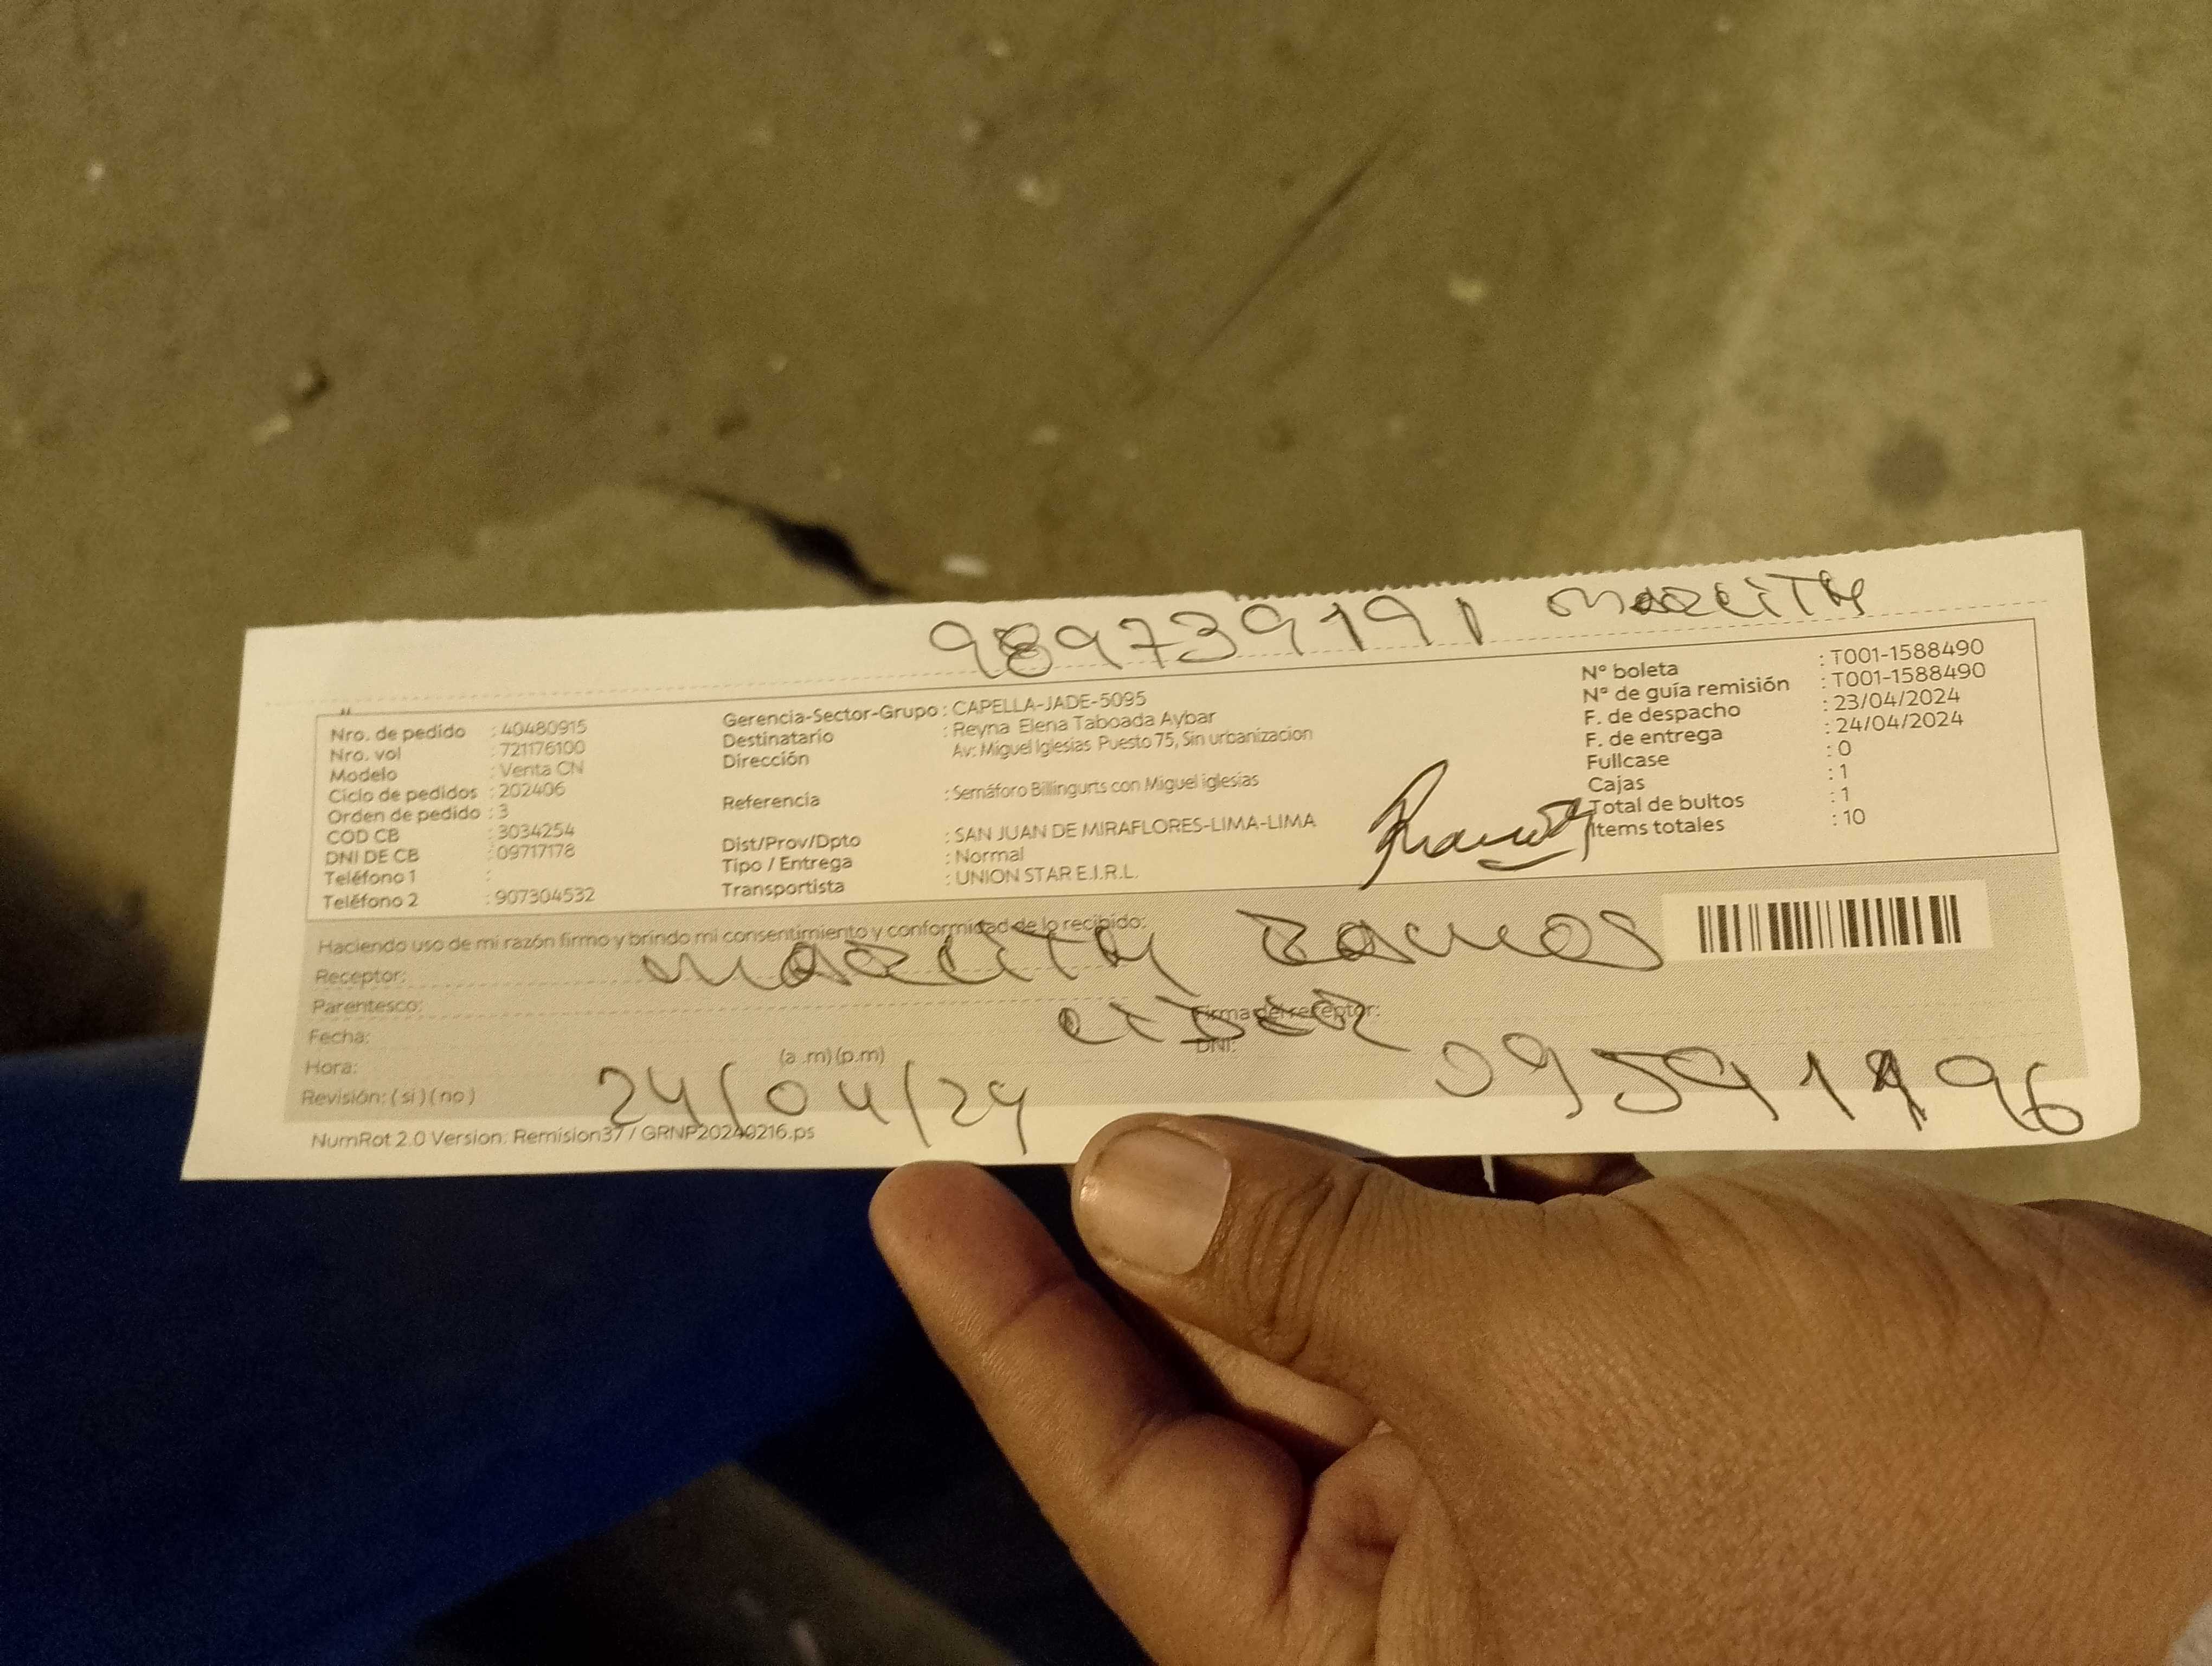 989739191 MARLITH
Nro. de pedido : 40480915
Nro. vol : 721176100
Modelo : Venta CN
Ciclo de pedidos : 202406
Orden de pedido : 3
COD CB : 3034254
DNI DE CB : 09717178
Teléfono 1 :
Teléfono 2 : 907304532
Gerencia-Sector-Grupo : CAPELLA-JADE-5095
Destinatario : Reyna Elena Taboada Aybar
Dirección Av: Miguel Iglesias Puesto 75, Sin urbanizacion
Referencia : Semáforo Billingurts con Miguel iglesias
Dist/Prov/Dpto : SAN JUAN DE MIRAFLORES-LIMA-LIMA
Tipo / Entrega : Normal
Transportista : UNION STAR E.I.R.L.
N° boleta : T001-1588490
N° de guía remisión : T001-1588490
F. de despacho : 23/04/2024
F. de entrega : 24/04/2024
Fullcase : 0
Cajas : 1
Total de bultos : 1
Items totales : 10
Haciendo uso de mi razón firmo y brindo mi consentimiento y conformidad de lo recibido:
Receptor: MARLITH RAMOS
Parentesco:
LIDER
Firma del receptor:
Fecha:
DNI:
Hora: (a .m) (p.m)
Revisión: ( si ) ( no )
24/04/24
NumRot 2.0 Version: Remision37 / GRNP20240216.ps